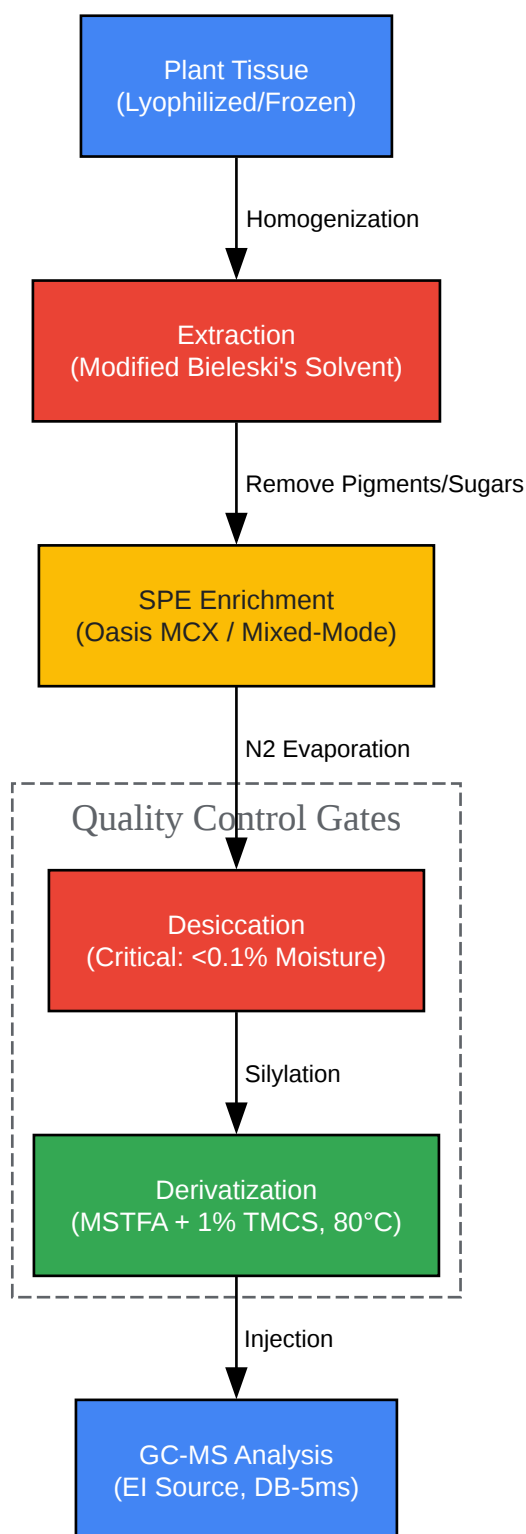 Plant Tissue
(Lyophilized/Frozen)
Homogenization
Extraction
(Modified Bieleski's Solvent)
Remove Pigments/Sugars
SPE Enrichment
(Oasis MCX / Mixed-Mode)
N2 Evaporation
Quality Control Gates
Desiccation
(Critical: <0.1% Moisture)
Silylation
Derivatization
(MSTFA + 1% TMCS, 80°C)
Injection
GC-MS Analysis
(EI Source, DB-5ms)